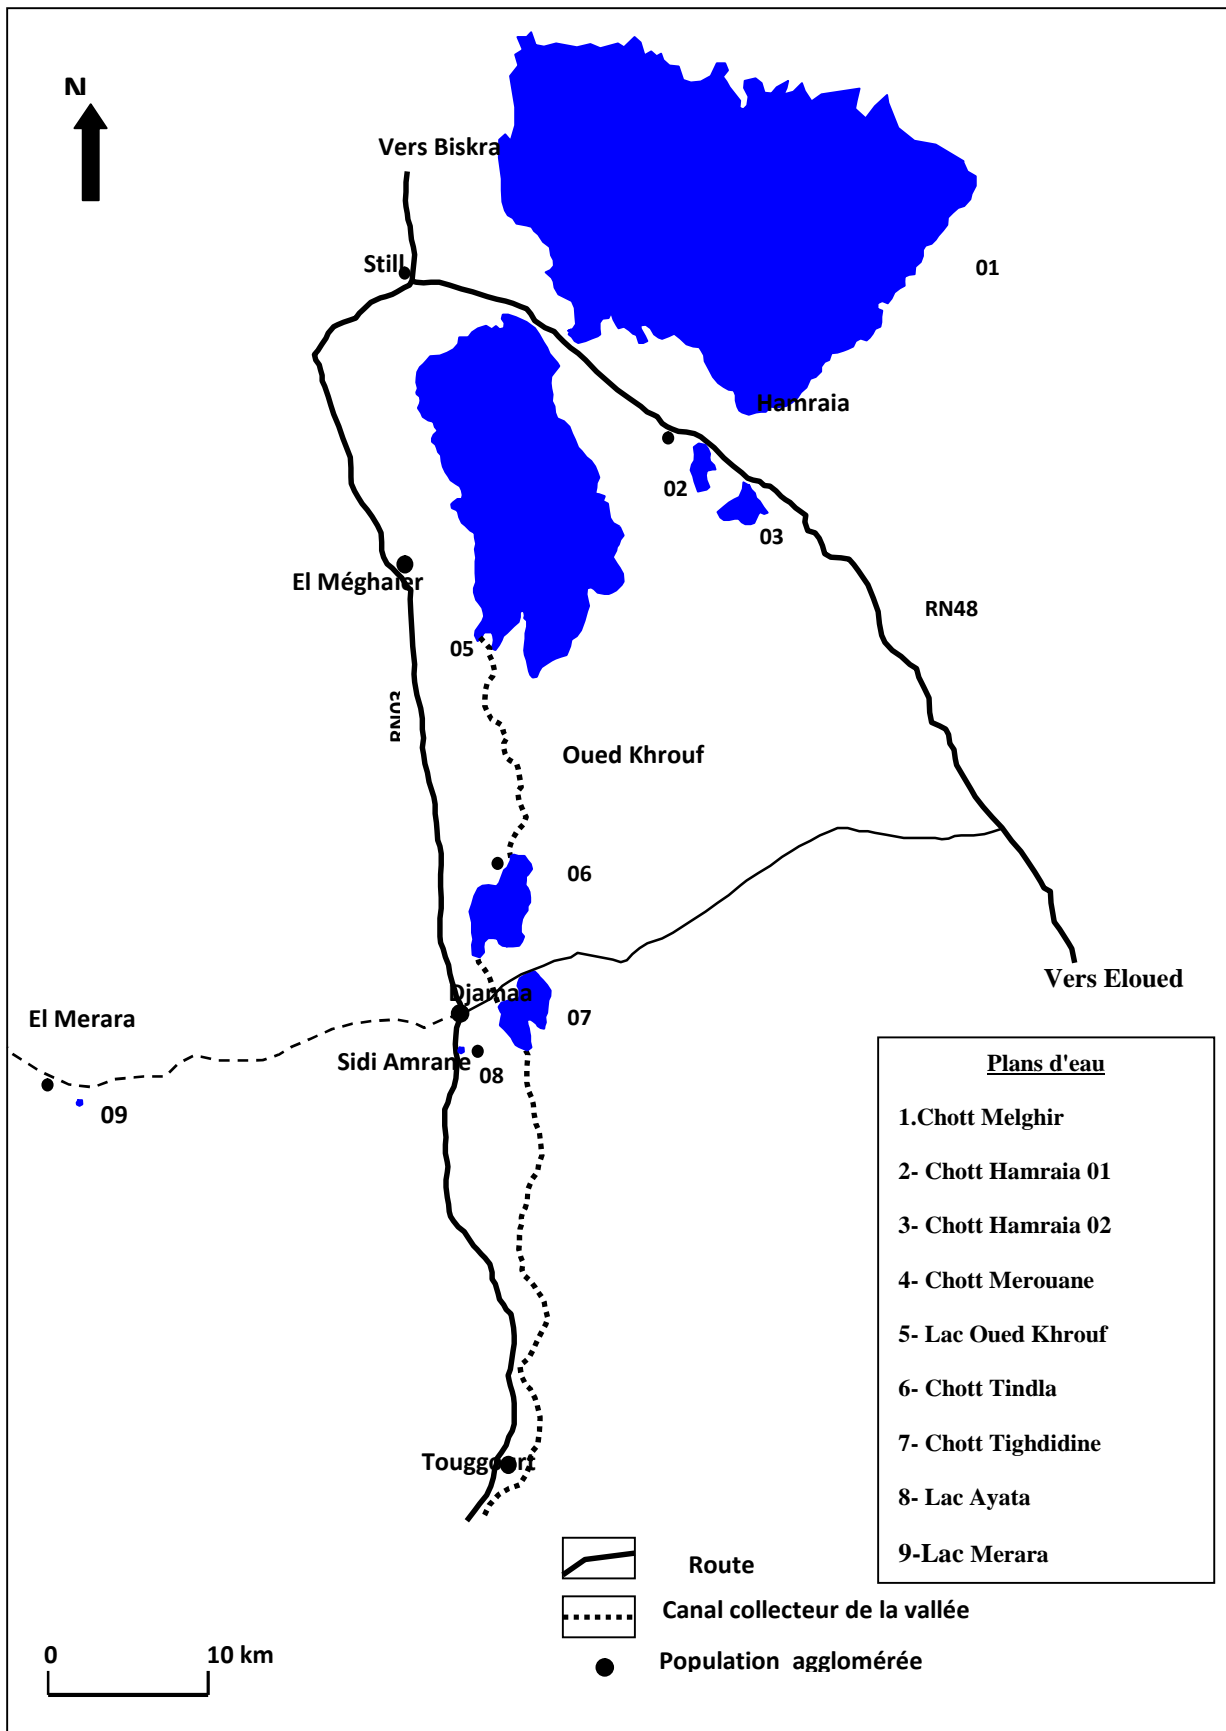 N
Vers Biskra
Still
01
Hamraia
02
03
El Méghaier
RN48
05
RN03
Oued Khrouf
06
Vers Eloued
Djamaa
07
El Merara
Sidi Amrane
08
09
Plans d'eau
1.Chott Melghir
2- Chott Hamraia 01
3- Chott Hamraia 02
4- Chott Merouane
5- Lac Oued Khrouf
6- Chott Tindla
7- Chott Tighdidine
8- Lac Ayata
9-Lac Merara
Touggourt
Route
Canal collecteur de la vallée
Population agglomérée
0 10 km